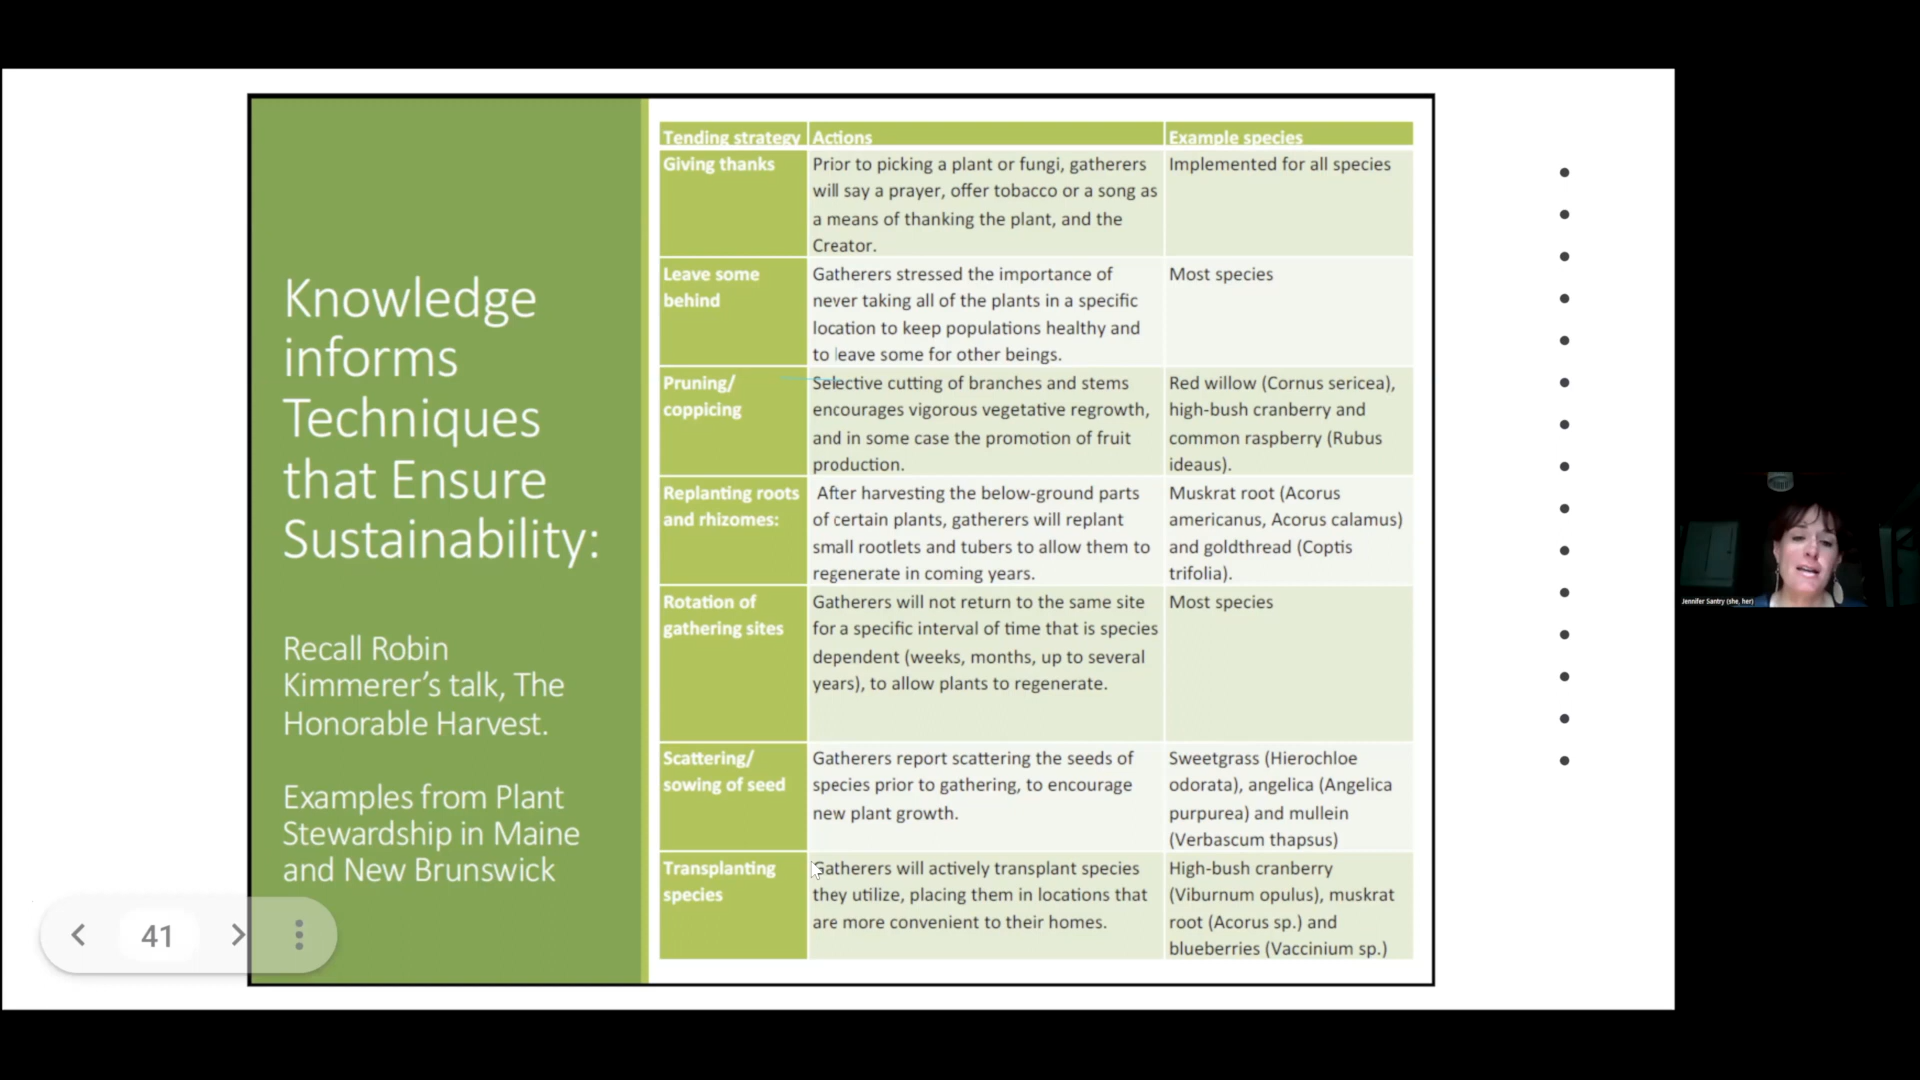 Knowledge
informs
Techniques
that Ensure
Sustainability:
Recall Robin
Kimmerer's talk, The
Honorable Harvest.
Examples from Plant
Stewardship in Maine
and New Brunswick
41
Tending strategy Actions Example species
Giving thanks
Prior to picking a plant or fungi, gatherers
will say a prayer, offer tobacco or a song as
a means of thanking the plant, and the
Creator.
Implemented for all species
Leave some
behind
Gatherers stressed the importance of
never taking all of the plants in a specific
location to keep populations healthy and
to leave some for other beings.
Most species
Pruning/
coppicing
Selective cutting of branches and stems
encourages vigorous vegetative regrowth,
and in some case the promotion of fruit
production.
Red willow (Cornus sericea),
high-bush cranberry and
common raspberry (Rubus
ideaus).
Replanting roots
and rhizomes:
After harvesting the below-ground parts
of certain plants, gatherers will replant
small rootlets and tubers to allow them to
regenerate in coming years.
Muskrat root (Acorus
americanus, Acorus calamus)
and goldthread (Coptis
trifolia).
Rotation of
gathering sites
Gatherers will not return to the same site
for a specific interval of time that is species
dependent (weeks, months, up to several
years), to allow plants to regenerate.
Most species
Scattering/
sowing of seed
Gatherers report scattering the seeds of
species prior to gathering, to encourage
new plant growth.
Sweetgrass (Hierochloe
odorata), angelica (Angelica
purpurea) and mullein
(Verbascum thapsus)
Transplanting
species
Gatherers will actively transplant species
they utilize, placing them in locations that
are more convenient to their homes.
High-bush cranberry
(Viburnum opulus), muskrat
root (Acorus sp.) and
blueberries (Vaccinium sp.)
Jennifer Santry (she, her)